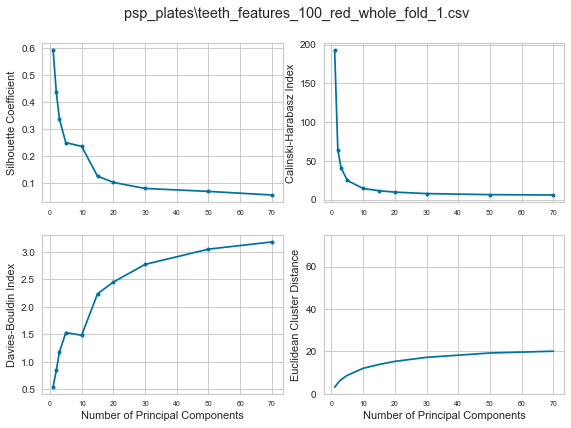 psp_plates\teeth_features_100_red_whole_fold_1.csv
Silhouette Coefficient
0.6
0.5
0.4
0.3
0.2
0.1
0 10 20 30 40 50 60 70
Calinski-Harabasz Index
200
150
100
50
0
0 10 20 30 40 50 60 70
Davies-Bouldin Index
3.0
2.5
2.0
1.5
1.0
0.5
0 10 20 30 40 50 60 70
Number of Principal Components
Euclidean Cluster Distance
60
40
20
0
0 10 20 30 40 50 60 70
Number of Principal Components